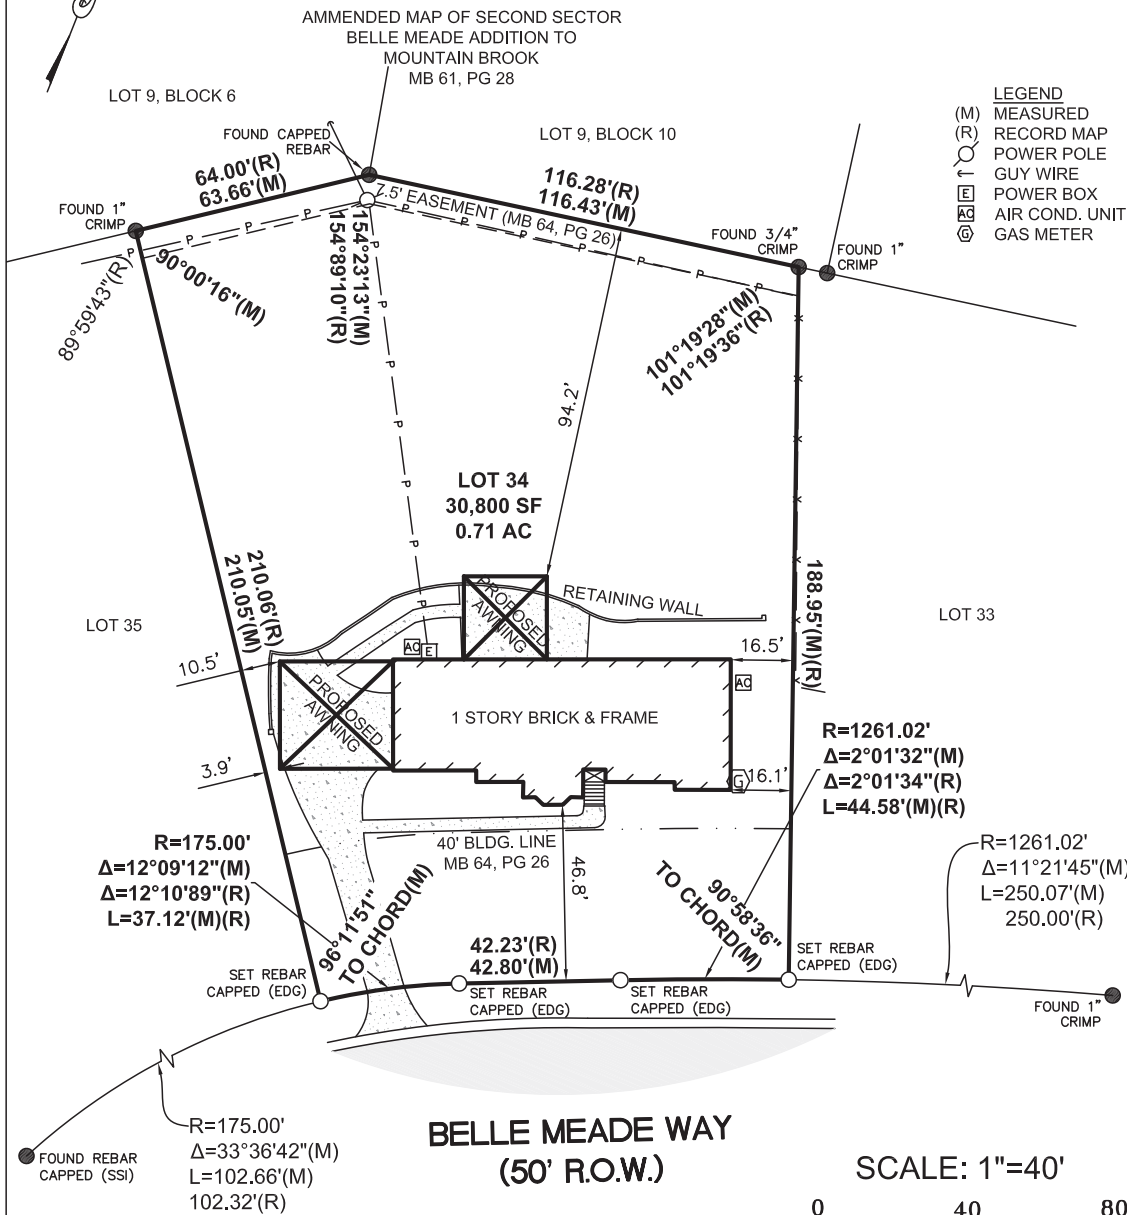 AMMENDED MAP OF SECOND SECTOR
BELLE MEADE ADDITION TO
MOUNTAIN BROOK
MB 61, PG 28
LOT 9, BLOCK 6
LOT 9, BLOCK 10
LEGEND
(M) MEASURED
(R) RECORD MAP
POWER POLE
GUY WIRE
E POWER BOX
AC AIR COND. UNIT
G GAS METER
FOUND CAPPED
REBAR
64.00'(R)
63.66'(M)
116.28'(R)
116.43'(M)
7.5' EASEMENT (MB 64, PG 26)
FOUND 1"
CRIMP
FOUND 3/4"
CRIMP
FOUND 1"
CRIMP
89°59'43"(R)
90°00'16"(M)
154°23'13"(M)
154°89'10"(R)
101°19'28"(M)
101°19'36"(R)
P P P P P P P P
P
P
P
P
P
94.2'
LOT 34
30,800 SF
0.71 AC
210.06'(R)
210.05'(M)
188.95'(M)(R)
LOT 35
LOT 33
PROPOSED
AWNING
RETAINING WALL
AC E
10.5'
16.5'
AC
PROPOSED
AWNING
1 STORY BRICK & FRAME
3.9'
G
16.1'
R=1261.02'
Δ=2°01'32"(M)
Δ=2°01'34"(R)
L=44.58'(M)(R)
40' BLDG. LINE
MB 64, PG 26
46.8'
R=175.00'
Δ=12°09'12"(M)
Δ=12°10'89"(R)
L=37.12'(M)(R)
96°11'51"
TO CHORD(M)
90°58'36"
TO CHORD(M)
R=1261.02'
Δ=11°21'45"(M)
L=250.07'(M)
250.00'(R)
42.23'(R)
42.80'(M)
SET REBAR
CAPPED (EDG)
SET REBAR
CAPPED (EDG)
SET REBAR
CAPPED (EDG)
SET REBAR
CAPPED (EDG)
FOUND 1"
CRIMP
R=175.00'
Δ=33°36'42"(M)
L=102.66'(M)
102.32'(R)
FOUND REBAR
CAPPED (SSI)
BELLE MEADE WAY
(50' R.O.W.)
SCALE: 1"=40'
0 40 80